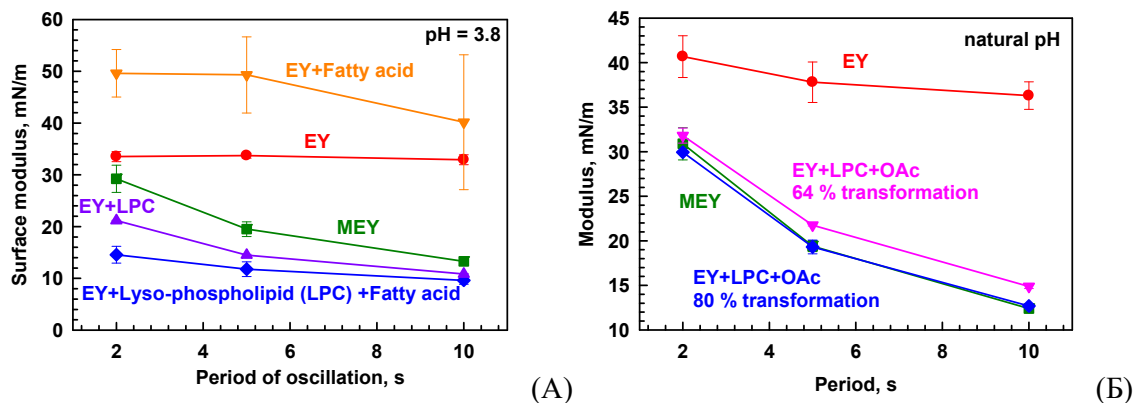 60
50
40
30
20
10
0
Surface modulus, mN/m
pH = 3.8
EY+Fatty acid
EY
EY+LPC
MEY
EY+Lyso-phospholipid (LPC) +Fatty acid
2 4 6 8 10
Period of oscillation, s
(А)
45
40
35
30
25
20
15
10
Modulus, mN/m
natural pH
EY
EY+LPC+OAc
64 % transformation
MEY
EY+LPC+OAc
80 % transformation
2 4 6 8 10
Period, s
(Б)